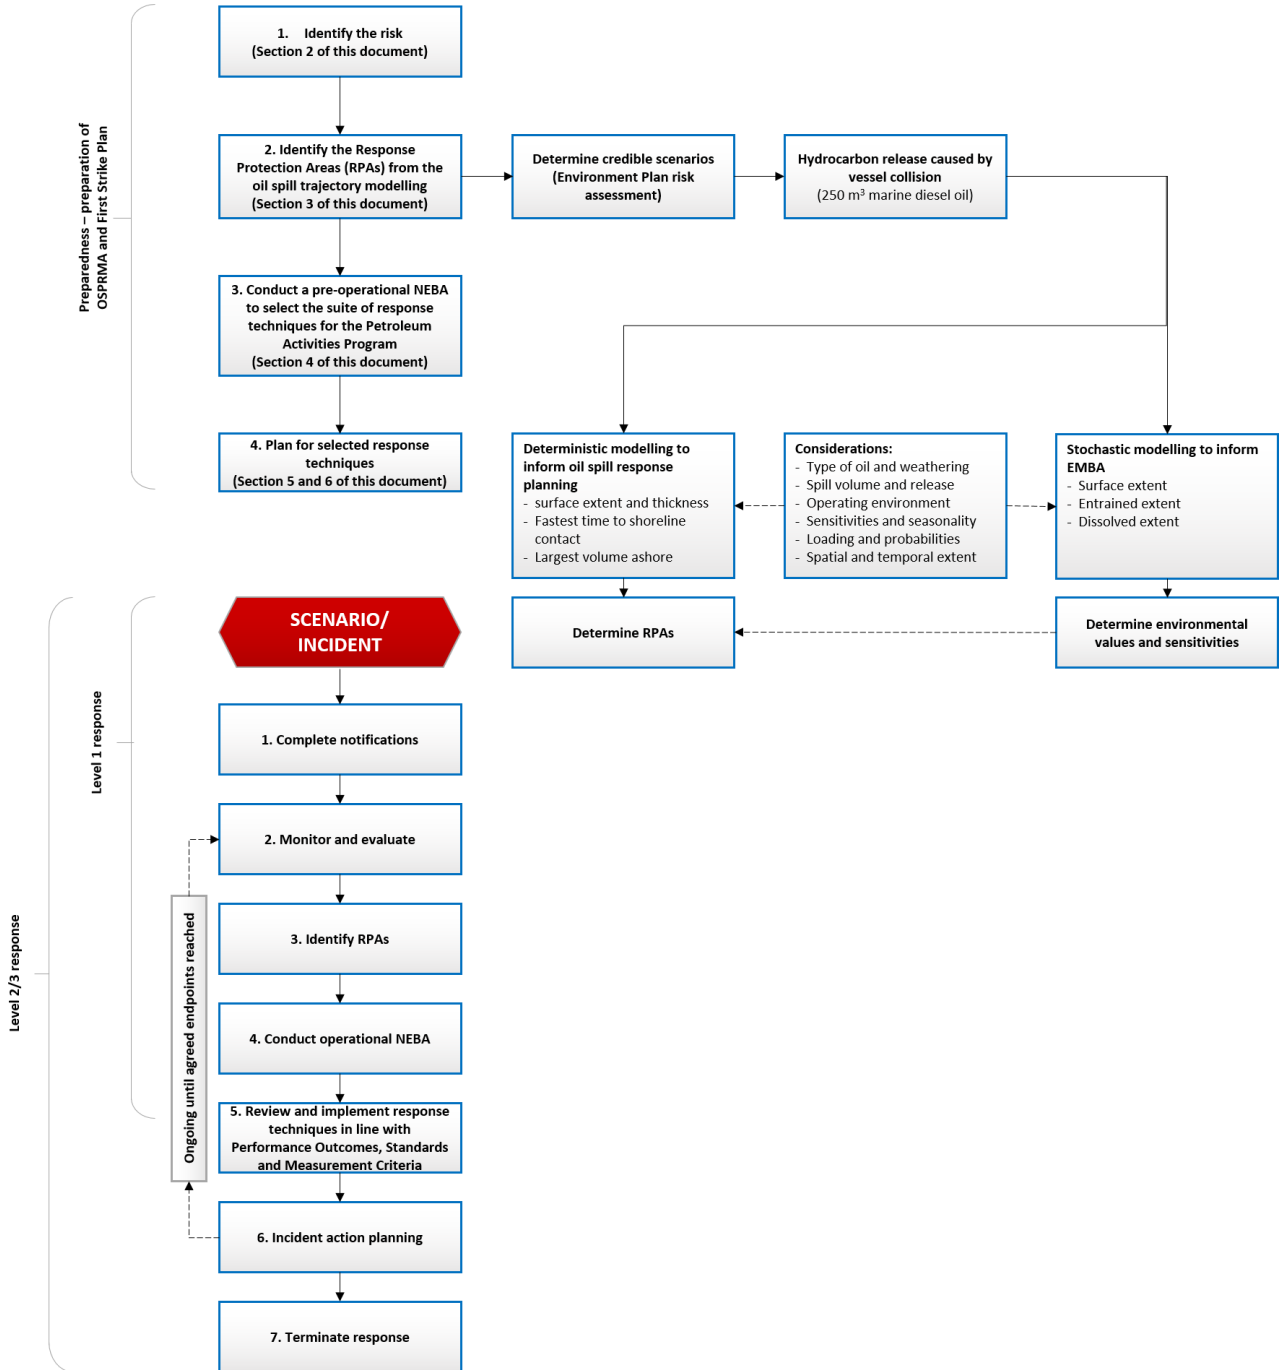 Preparedness – preparation of
OSPRMA and First Strike Plan
1. Identify the risk
(Section 2 of this document)
2. Identify the Response
Protection Areas (RPAs) from the
oil spill trajectory modelling
(Section 3 of this document)
Determine credible scenarios
(Environment Plan risk
assessment)
Hydrocarbon release caused by
vessel collision
(250 m³ marine diesel oil)
3. Conduct a pre-operational NEBA
to select the suite of response
techniques for the Petroleum
Activities Program
(Section 4 of this document)
4. Plan for selected response
techniques
(Section 5 and 6 of this document)
Deterministic modelling to
inform oil spill response
planning
- surface extent and thickness
- Fastest time to shoreline
contact
- Largest volume ashore
Considerations:
- Type of oil and weathering
- Spill volume and release
- Operating environment
- Sensitivities and seasonality
- Loading and probabilities
- Spatial and temporal extent
Stochastic modelling to inform
EMBA
- Surface extent
- Entrained extent
- Dissolved extent
Determine RPAs
Determine environmental
values and sensitivities
Level 2/3 response
Level 1 response
SCENARIO/
INCIDENT
1. Complete notifications
2. Monitor and evaluate
3. Identify RPAs
4. Conduct operational NEBA
5. Review and implement response
techniques in line with
Performance Outcomes, Standards
and Measurement Criteria
Ongoing until agreed endpoints reached
6. Incident action planning
7. Terminate response